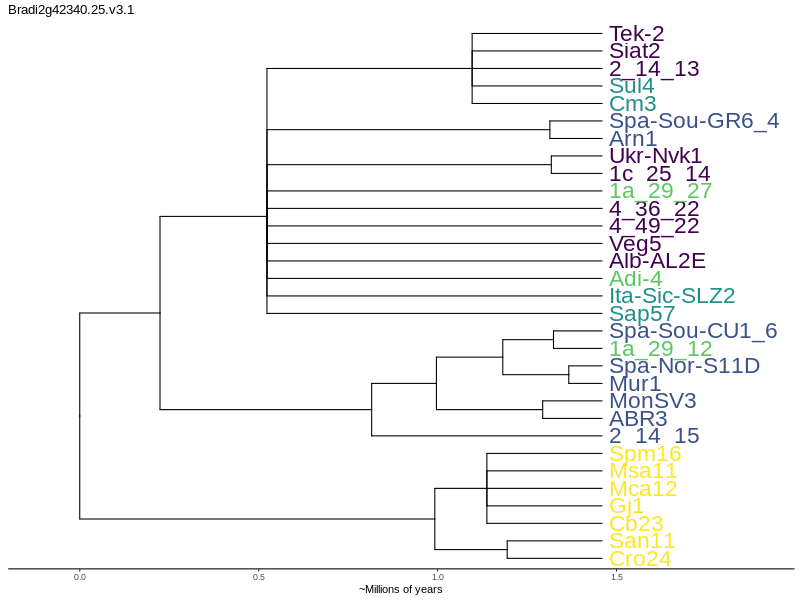 Bradi2g42340.25.v3.1
Tek-2
Siat2
2_14_13
Sul4
Cm3
Spa-Sou-GR6_4
Arn1
Ukr-Nvk1
1c_25_14
1a_29_27
4_36_22
4_49_22
Veg5
Alb-AL2E
Adi-4
Ita-Sic-SLZ2
Sap57
Spa-Sou-CU1_6
1a_29_12
Spa-Nor-S11D
Mur1
MonSV3
ABR3
2_14_15
Spm16
Msa11
Mca12
Gj1
Cb23
San11
Cro24
0.0 0.5 1.0 1.5
~Millions of years